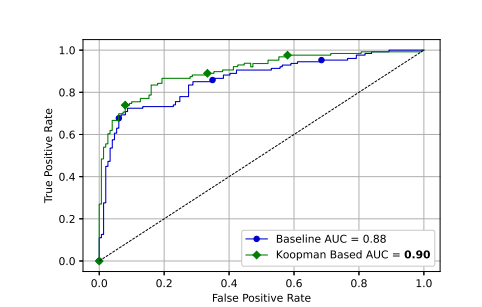 1.0
0.8
0.6
0.4
0.2
0.0
True Positive Rate
Baseline AUC = 0.88
Koopman Based AUC = 0.90
0.0 0.2 0.4 0.6 0.8 1.0
False Positive Rate